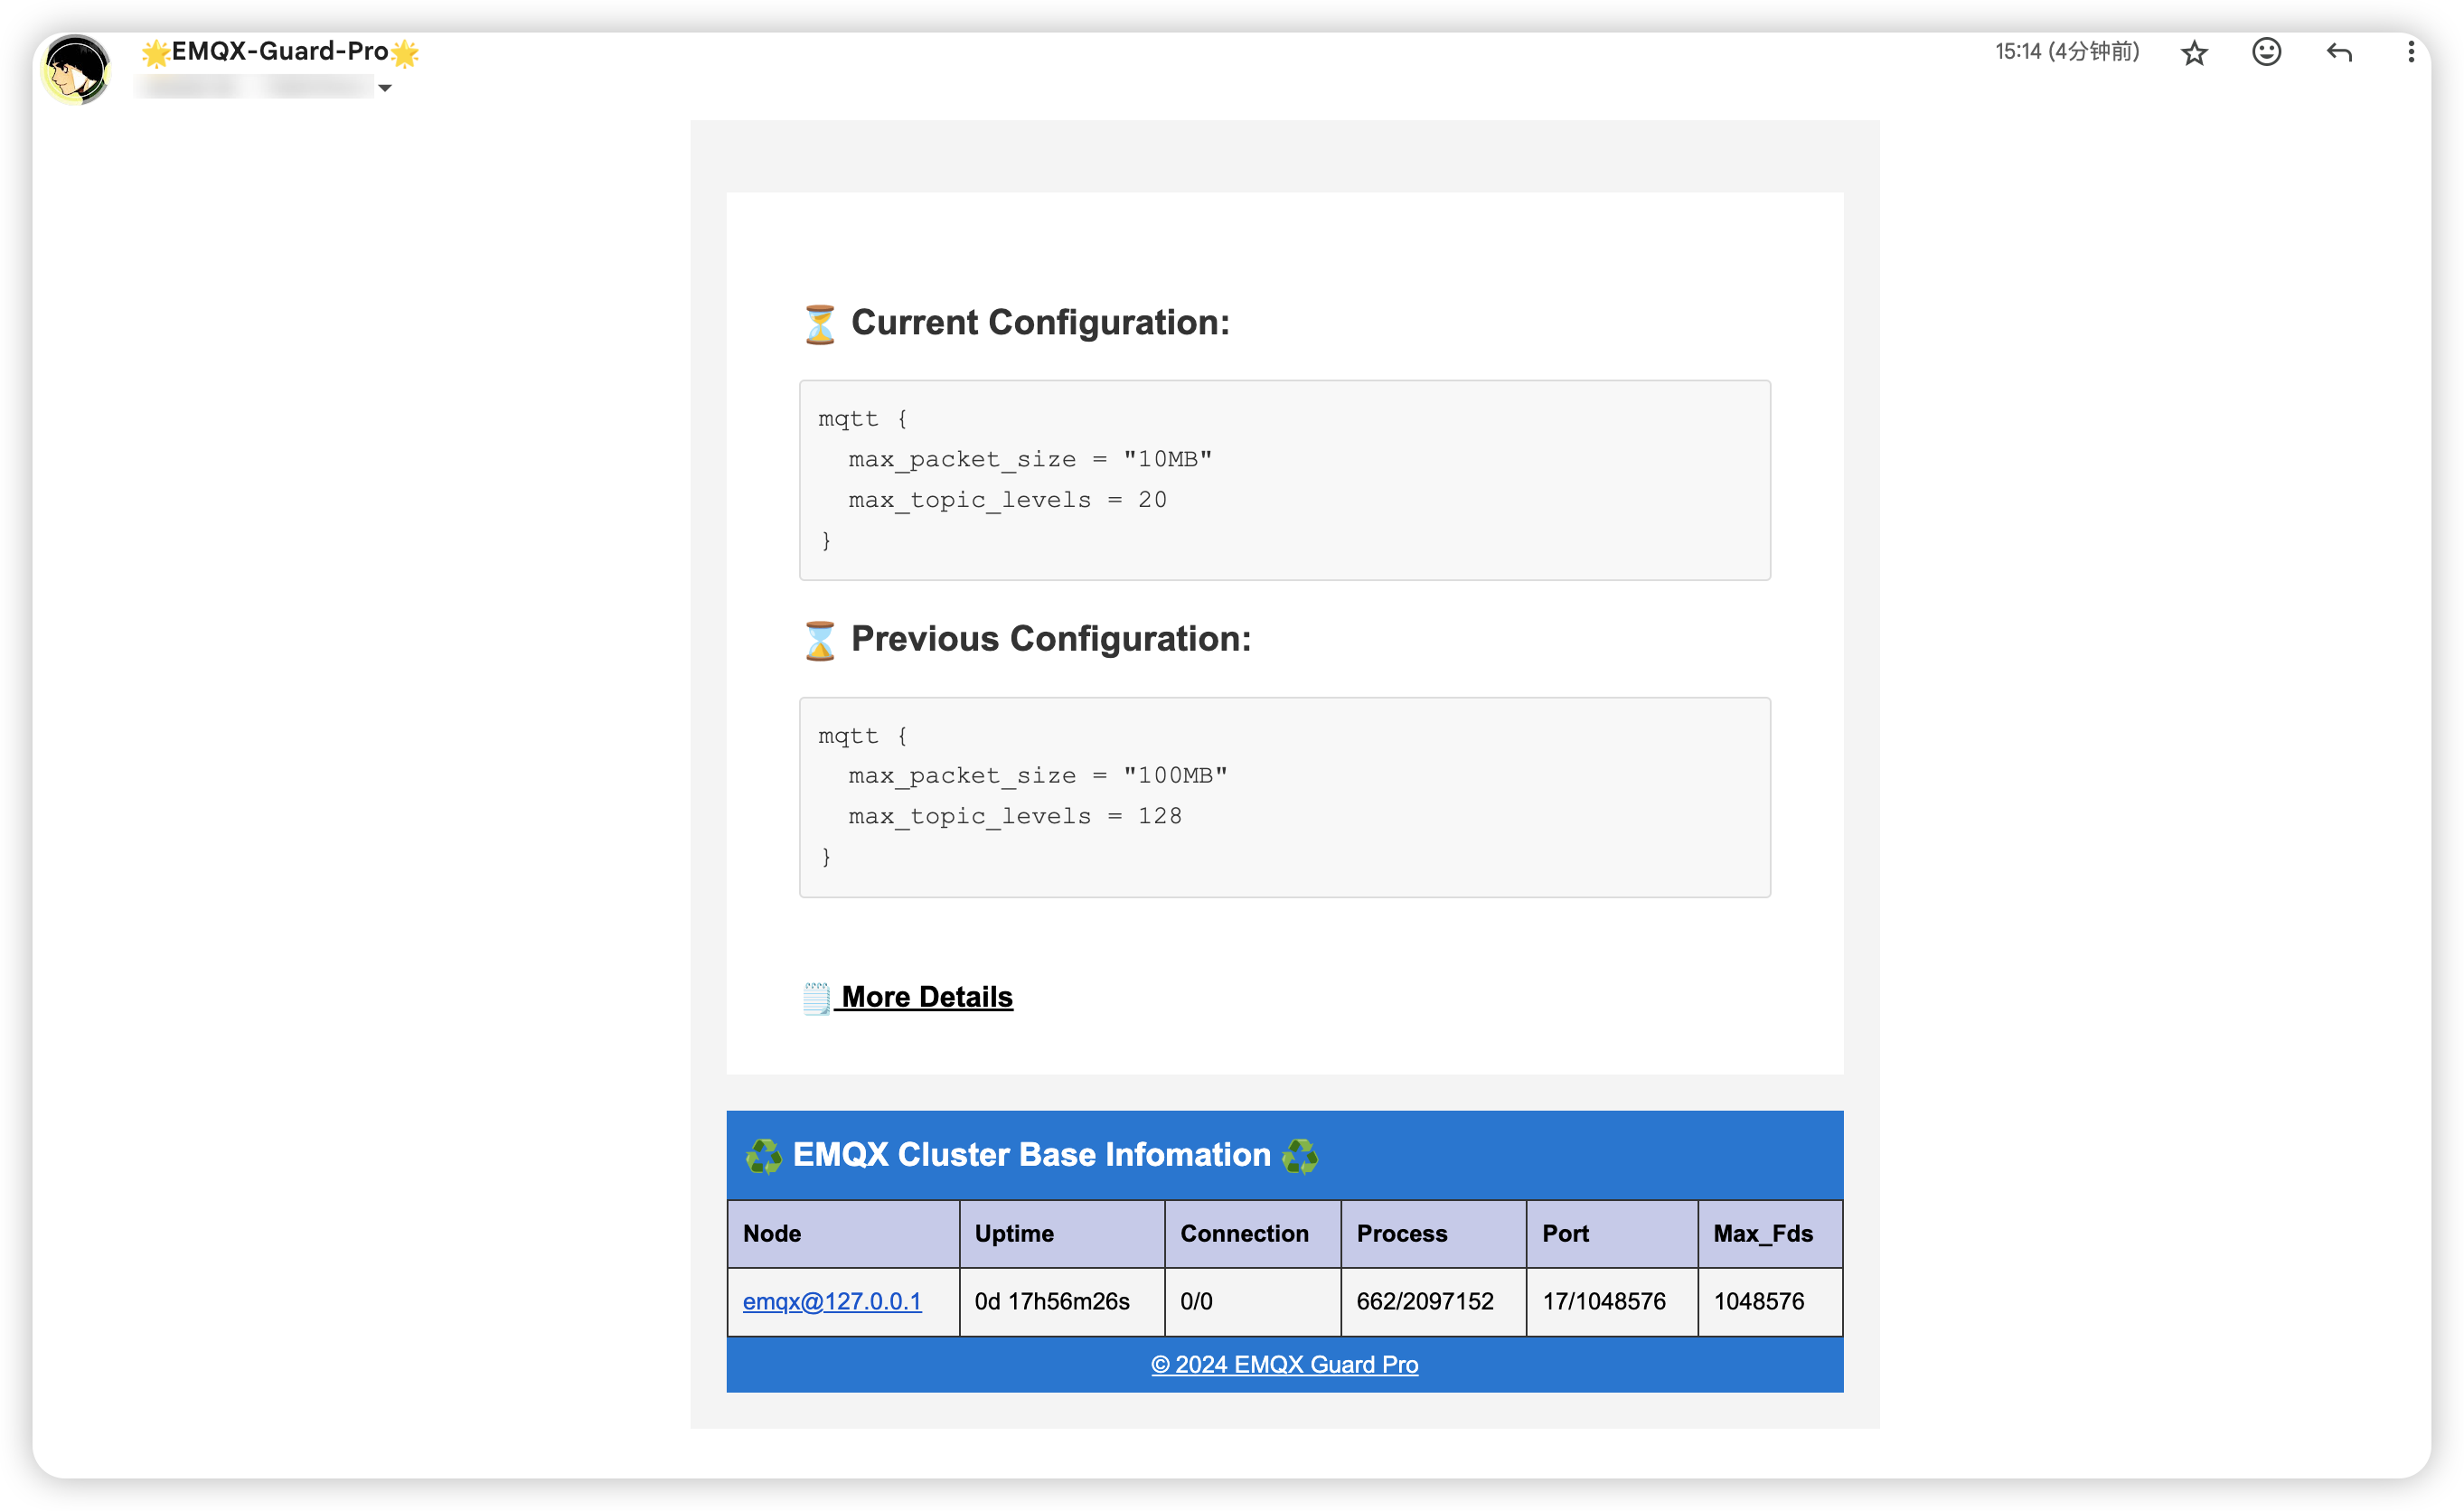 🌟EMQX-Guard-Pro🌟
15:14 (4分钟前)
⏳ Current Configuration:
mqtt {
  max_packet_size = "10MB"
  max_topic_levels = 20
}
⌛ Previous Configuration:
mqtt {
  max_packet_size = "100MB"
  max_topic_levels = 128
}
🗒️ More Details
♻️ EMQX Cluster Base Infomation ♻️
Node Uptime Connection Process Port Max_Fds
emqx@127.0.0.1 0d 17h56m26s 0/0 662/2097152 17/1048576 1048576
© 2024 EMQX Guard Pro